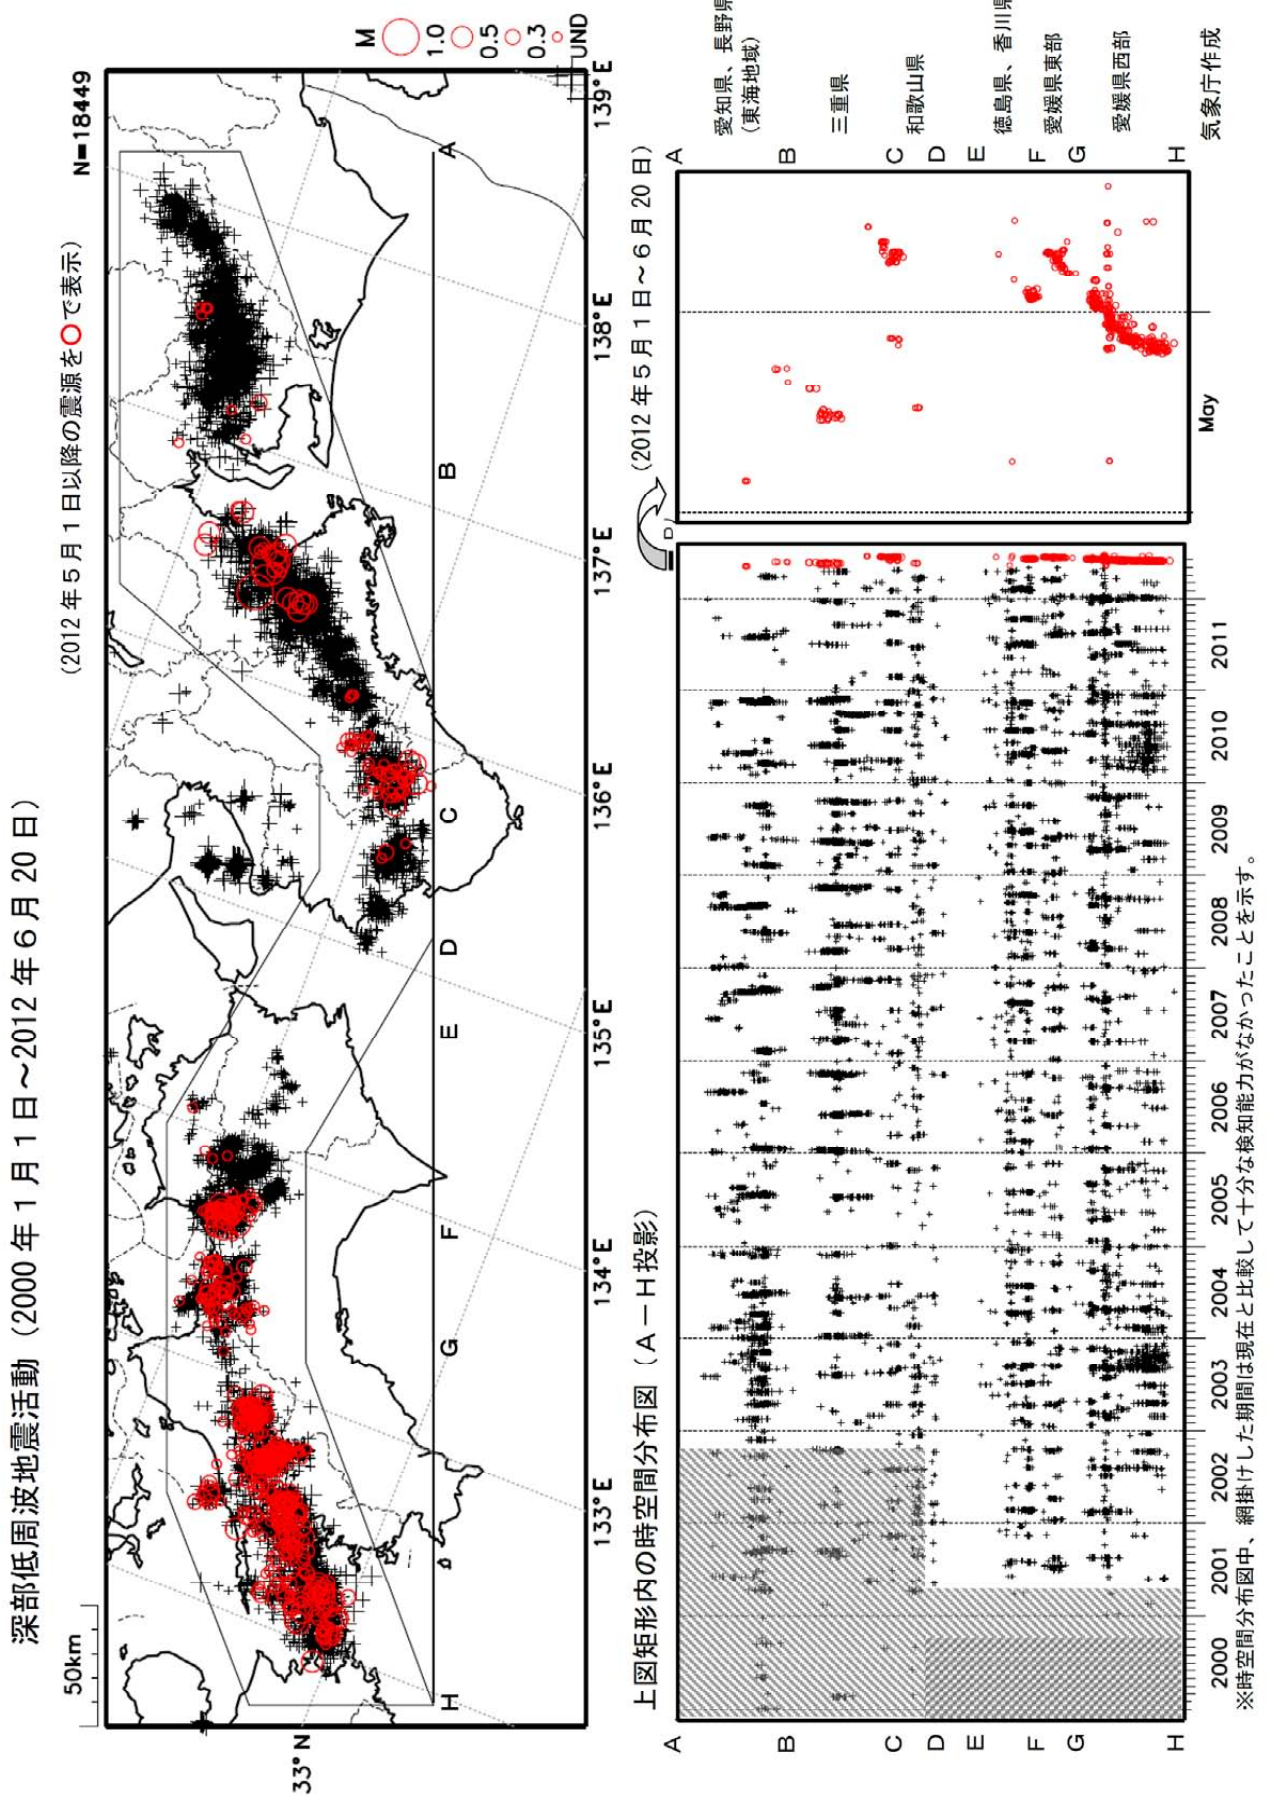 深部低周波地震活動（2000年1月1日～2012年6月20日）
（2012年5月1日以降の震源を○で表示）
N=18449
50km
M
1.0
0.5
0.3
UND
33°N
133°E
134°E
135°E
136°E
137°E
138°E
139°E
H
G
F
E
D
C
B
A
上図矩形内の時空間分布図（A－H投影）
（2012年5月1日～6月20日）
A
B
C
D
E
F
G
H
2000
2001
2002
2003
2004
2005
2006
2007
2008
2009
2010
2011
May
A
B
C
D
E
F
G
H
愛知県、長野県
（東海地域）
三重県
和歌山県
徳島県、香川県
愛媛県東部
愛媛県西部
※時空間分布図中、網掛けした期間は現在と比較して十分な検知能力がなかったことを示す。
気象庁作成